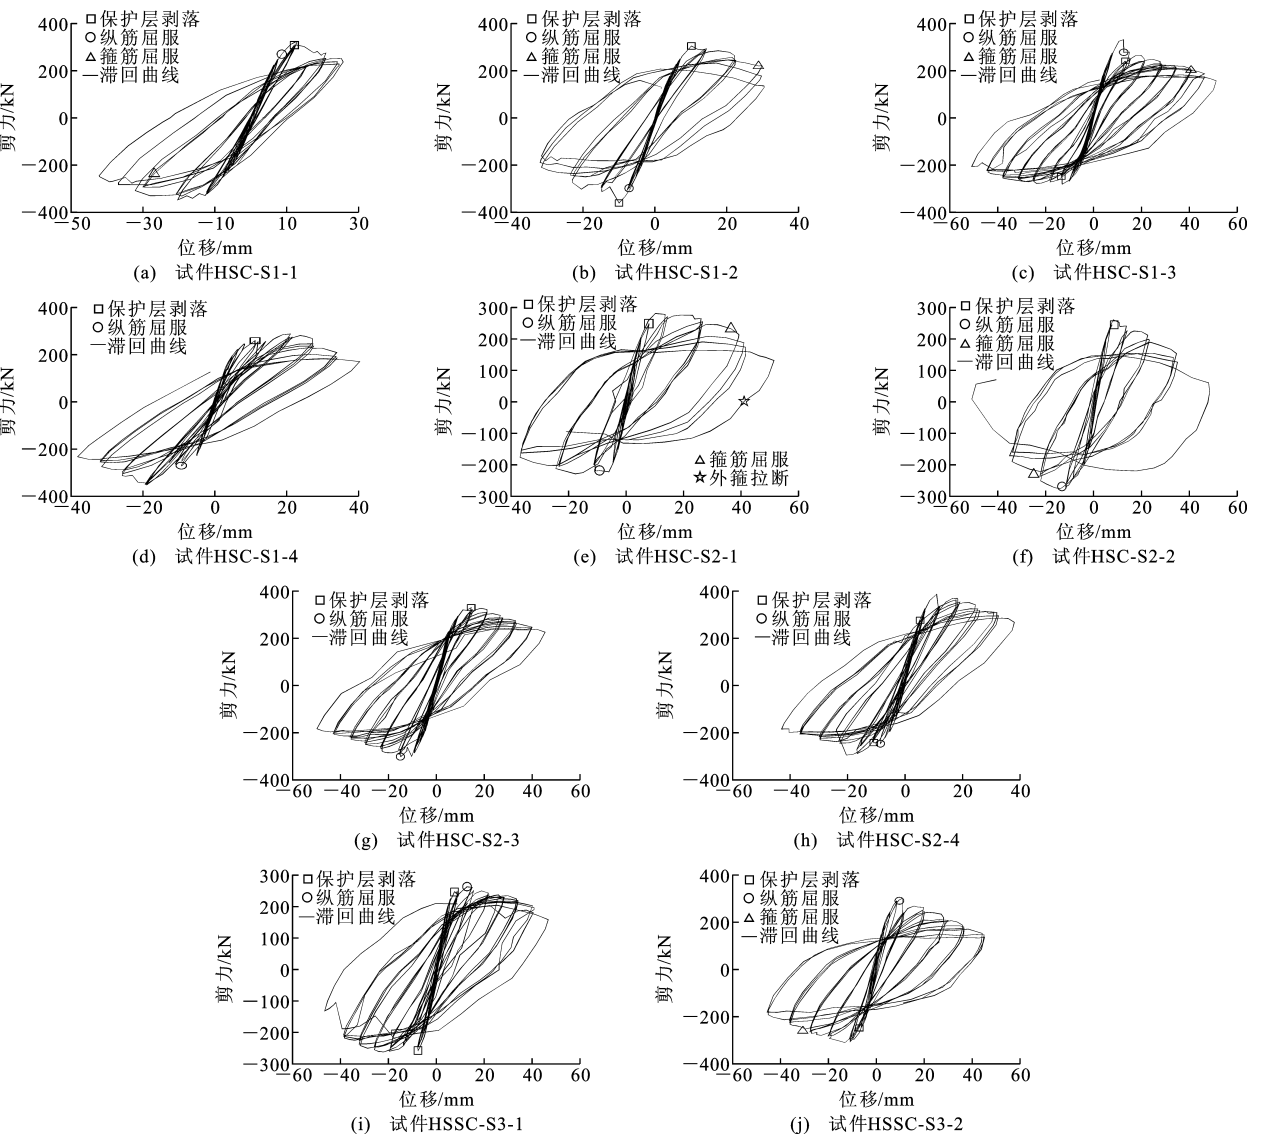 400
200
0
−200
−400
剪力/kN
□保护层剥落
○纵筋屈服
△箍筋屈服
—滞回曲线
−50 −30 −10 10 30
位移/mm
(a) 试件HSC-S1-1
400
200
0
−200
−400
剪力/kN
□保护层剥落
○纵筋屈服
△箍筋屈服
—滞回曲线
−40 −20 0 20 40
位移/mm
(b) 试件HSC-S1-2
400
200
0
−200
−400
剪力/kN
□保护层剥落
○纵筋屈服
△箍筋屈服
—滞回曲线
−60 −40 −20 0 20 40 60
位移/mm
(c) 试件HSC-S1-3
400
200
0
−200
−400
剪力/kN
□保护层剥落
○纵筋屈服
—滞回曲线
−40 −20 0 20 40
位移/mm
(d) 试件HSC-S1-4
300
200
100
0
−100
−200
−300
剪力/kN
□保护层剥落
○纵筋屈服
—滞回曲线
△箍筋屈服
☆外箍拉断
−40 −20 0 20 40 60
位移/mm
(e) 试件HSC-S2-1
300
200
100
0
−100
−200
−300
剪力/kN
□保护层剥落
○纵筋屈服
△箍筋屈服
—滞回曲线
−60 −40 −20 0 20 40 60
位移/mm
(f) 试件HSC-S2-2
400
200
0
−200
−400
剪力/kN
□保护层剥落
○纵筋屈服
—滞回曲线
−60 −40 −20 0 20 40 60
位移/mm
(g) 试件HSC-S2-3
400
200
0
−200
−400
剪力/kN
□保护层剥落
○纵筋屈服
—滞回曲线
−60 −40 −20 0 20 40
位移/mm
(h) 试件HSC-S2-4
300
200
100
0
−100
−200
−300
剪力/kN
□保护层剥落
○纵筋屈服
—滞回曲线
−60 −40 −20 0 20 40 60
位移/mm
(i) 试件HSSC-S3-1
400
200
0
−200
−400
剪力/kN
□保护层剥落
○纵筋屈服
△箍筋屈服
—滞回曲线
−60 −40 −20 0 20 40 60
位移/mm
(j) 试件HSSC-S3-2